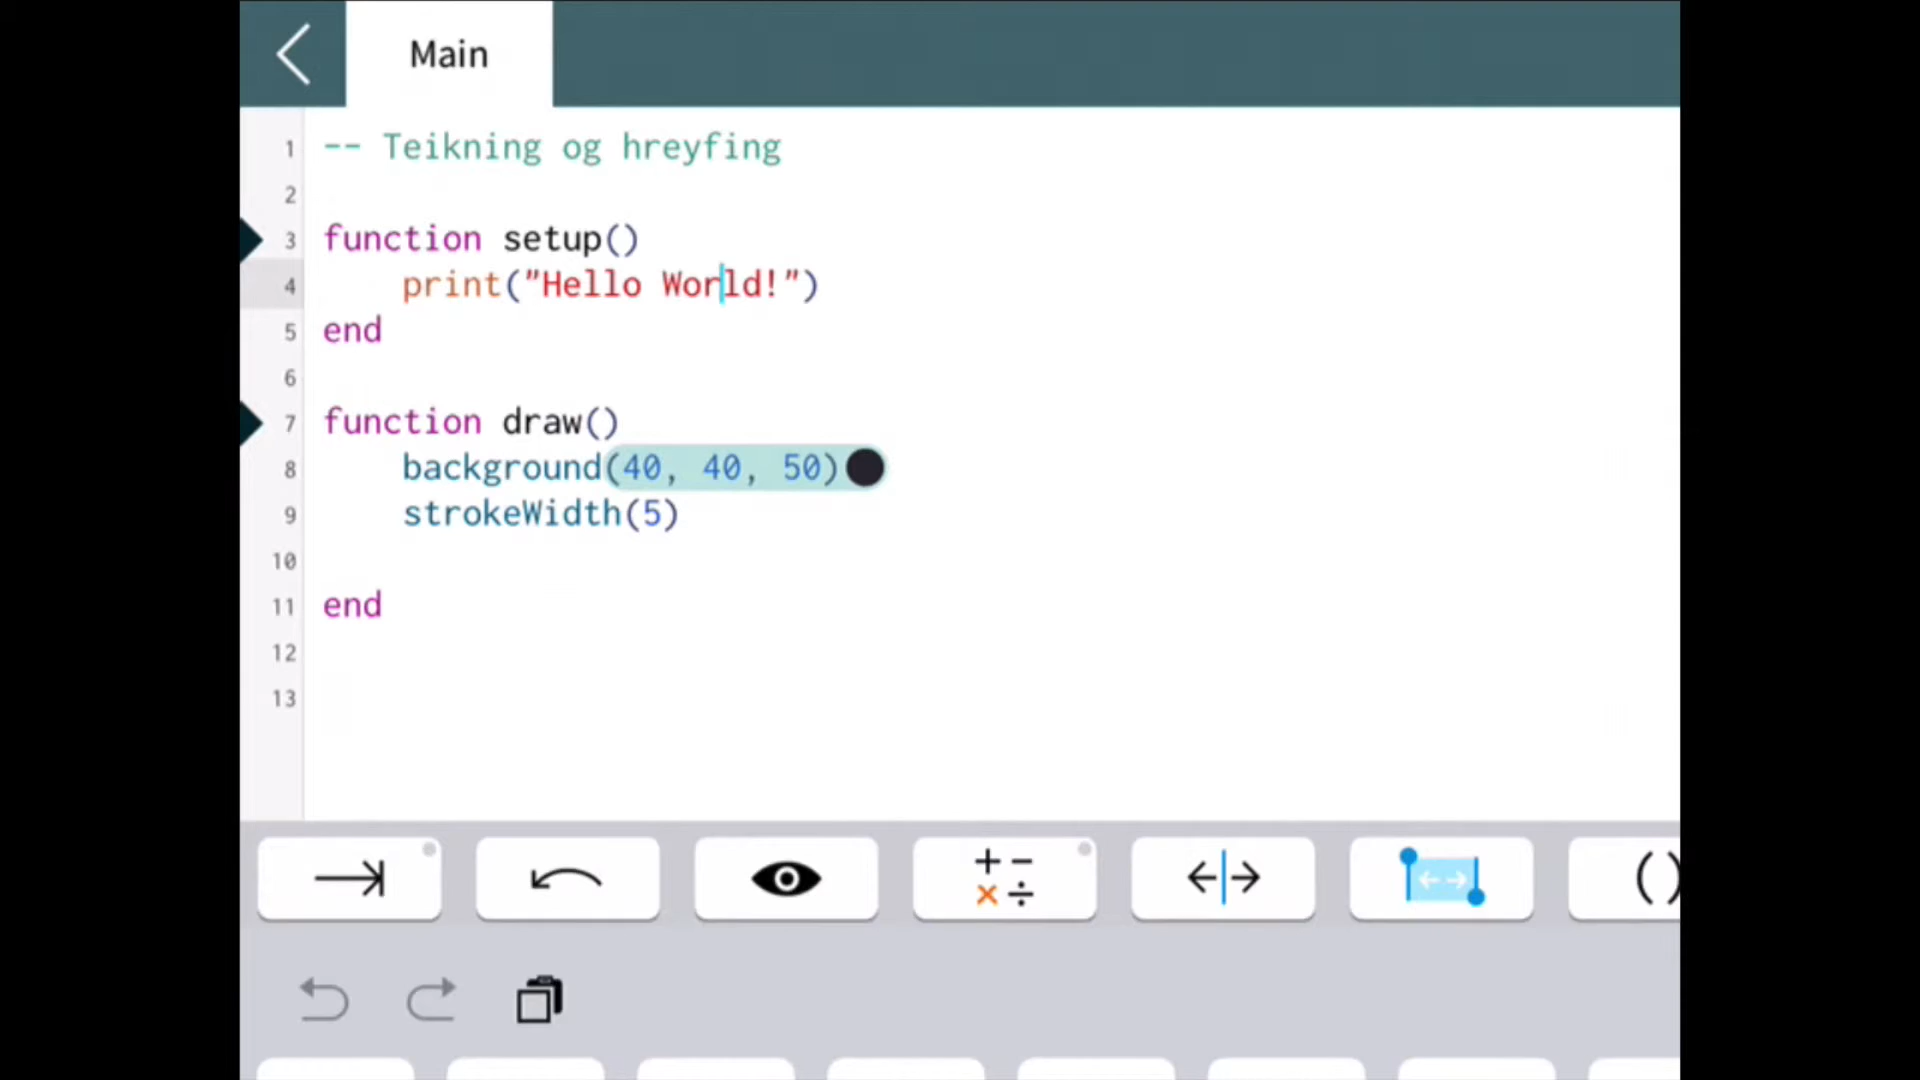 Main
1 -- Teikning og hreyfing
2
3 function setup()
4 print("Hello World!")
5 end
6
7 function draw()
8 background(40, 40, 50)
9 strokeWidth(5)
10
11 end
12
13
+ −
× ÷
()